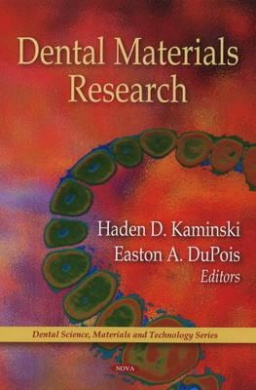 Dental Materials
Research
Haden D. Kaminski
Easton A. DuPois
Editors
Dental Science, Materials and Technology Series
NOVA